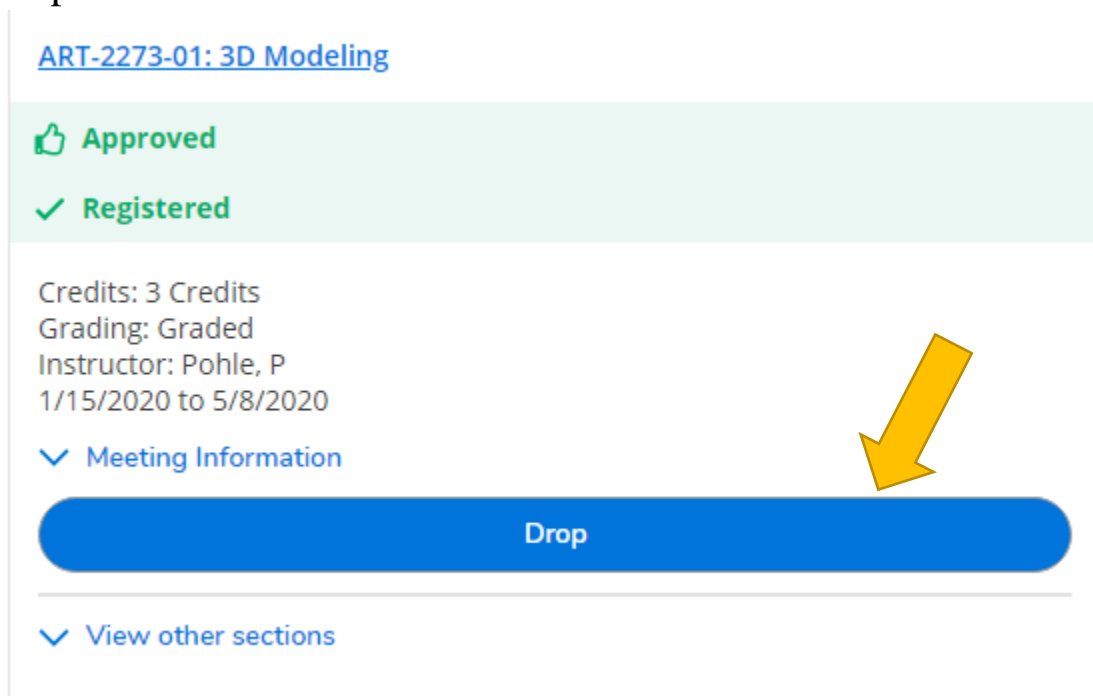 ART-2273-01: 3D Modeling
Approved
Registered
Credits: 3 Credits
Grading: Graded
Instructor: Pohle, P
1/15/2020 to 5/8/2020
Meeting Information
Drop
View other sections